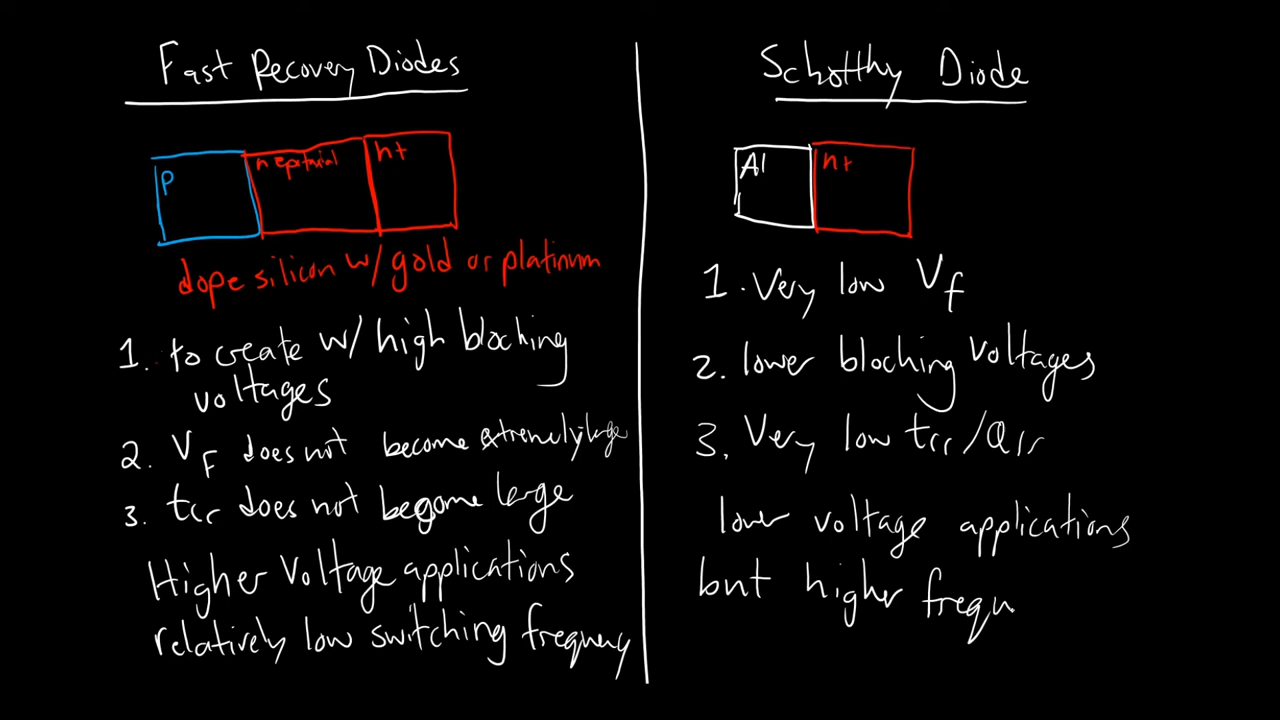 Fast Recovery Diodes
p
n epitaxial
n+
dope silicon w/ gold or platinum
1. to create w/ high blocking
voltages
2. VF does not become extremely large
3. trr does not become large
Higher Voltage applications
relatively low switching frequency
Schotthy Diode
Al
n+
1. Very low Vf
2. lower blocking voltages
3. Very low trr/Qrr
lower voltage applications
but higher frequ